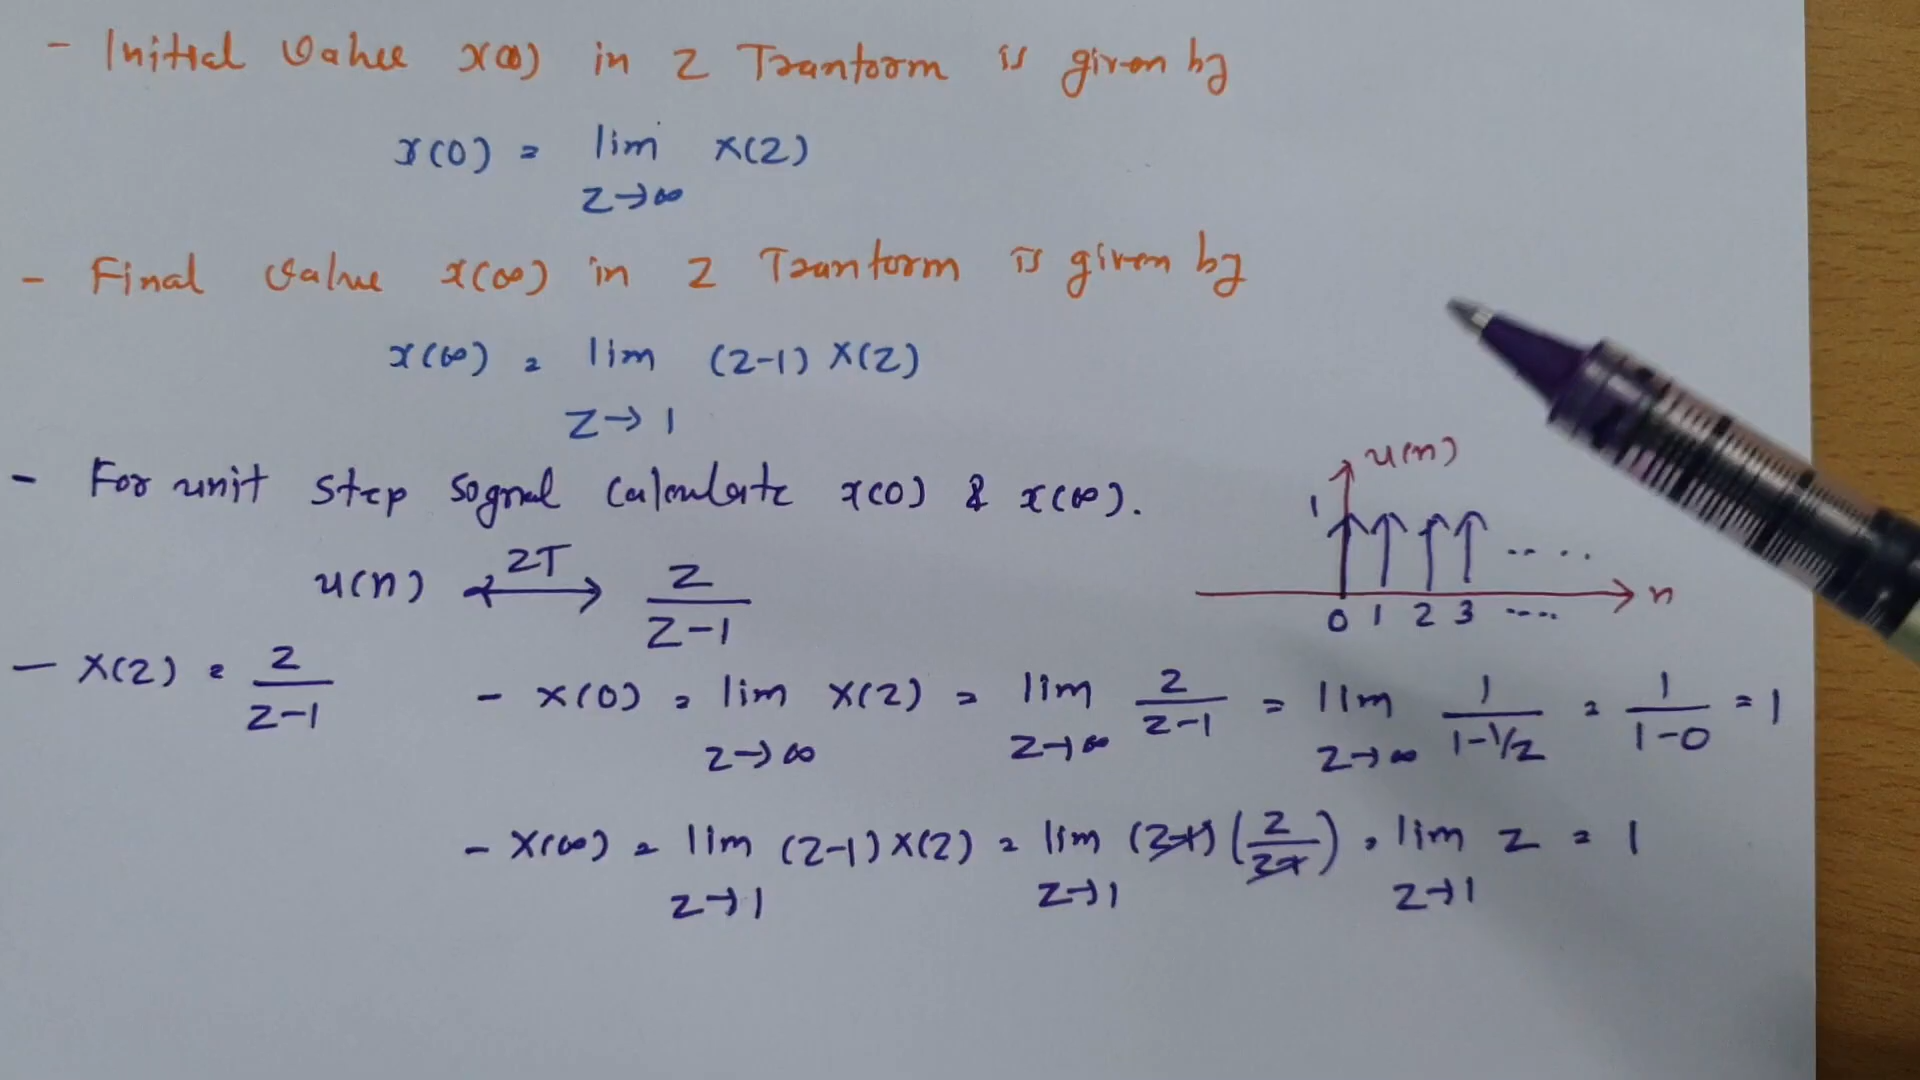 - Initial Value x(0) in Z Transform is given by
x(0) = lim X(Z)
Z→∞
- Final Value x(∞) in Z Transform is given by
x(∞) = lim (Z-1) X(Z)
Z→1
- For unit step sognal Calculate x(0) & x(∞).
u(n)
1
n
0 1 2 3 ....
u(n) ←ZT→ Z/(Z-1)
- X(Z) = Z/(Z-1)
- x(0) = lim X(Z) = lim Z/(Z-1) = lim 1/(1-1/Z) = 1/(1-0) = 1
Z→∞ Z→∞ Z→∞
- x(∞) = lim (Z-1) X(Z) = lim (Z-1) (Z/(Z-1)) = lim Z = 1
Z→1 Z→1 Z→1